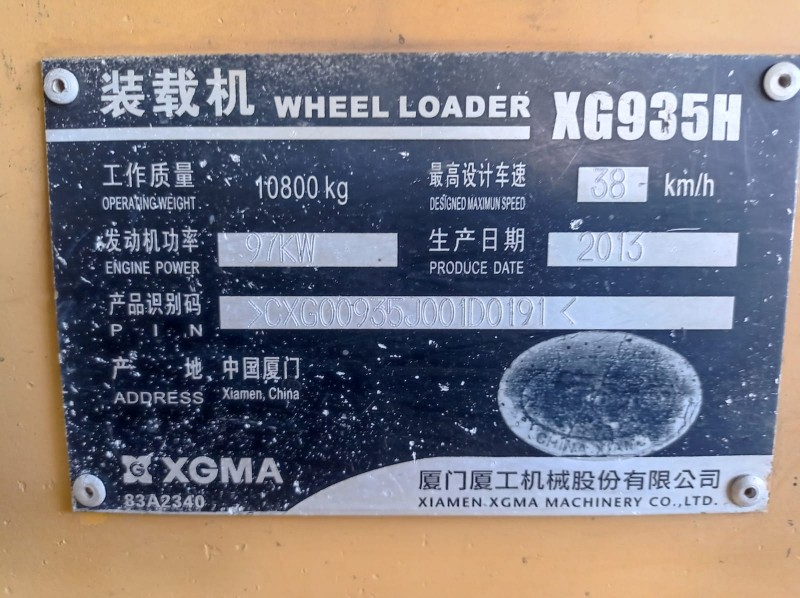 装载机 WHEEL LOADER XG935H
工作质量 10800 kg 最高设计车速 38 km/h
OPERATING WEIGHT DESIGNED MAXIMUN SPEED
发动机功率 97KW 生产日期 2013
ENGINE POWER PRODUCE DATE
产品识别码 >CXG00935J001D0191<
PIN
产地 中国厦门
ADDRESS Xiamen, China
CHINA
XGMA
83A2340
厦门厦工机械股份有限公司
XIAMEN XGMA MACHINERY CO.,LTD.